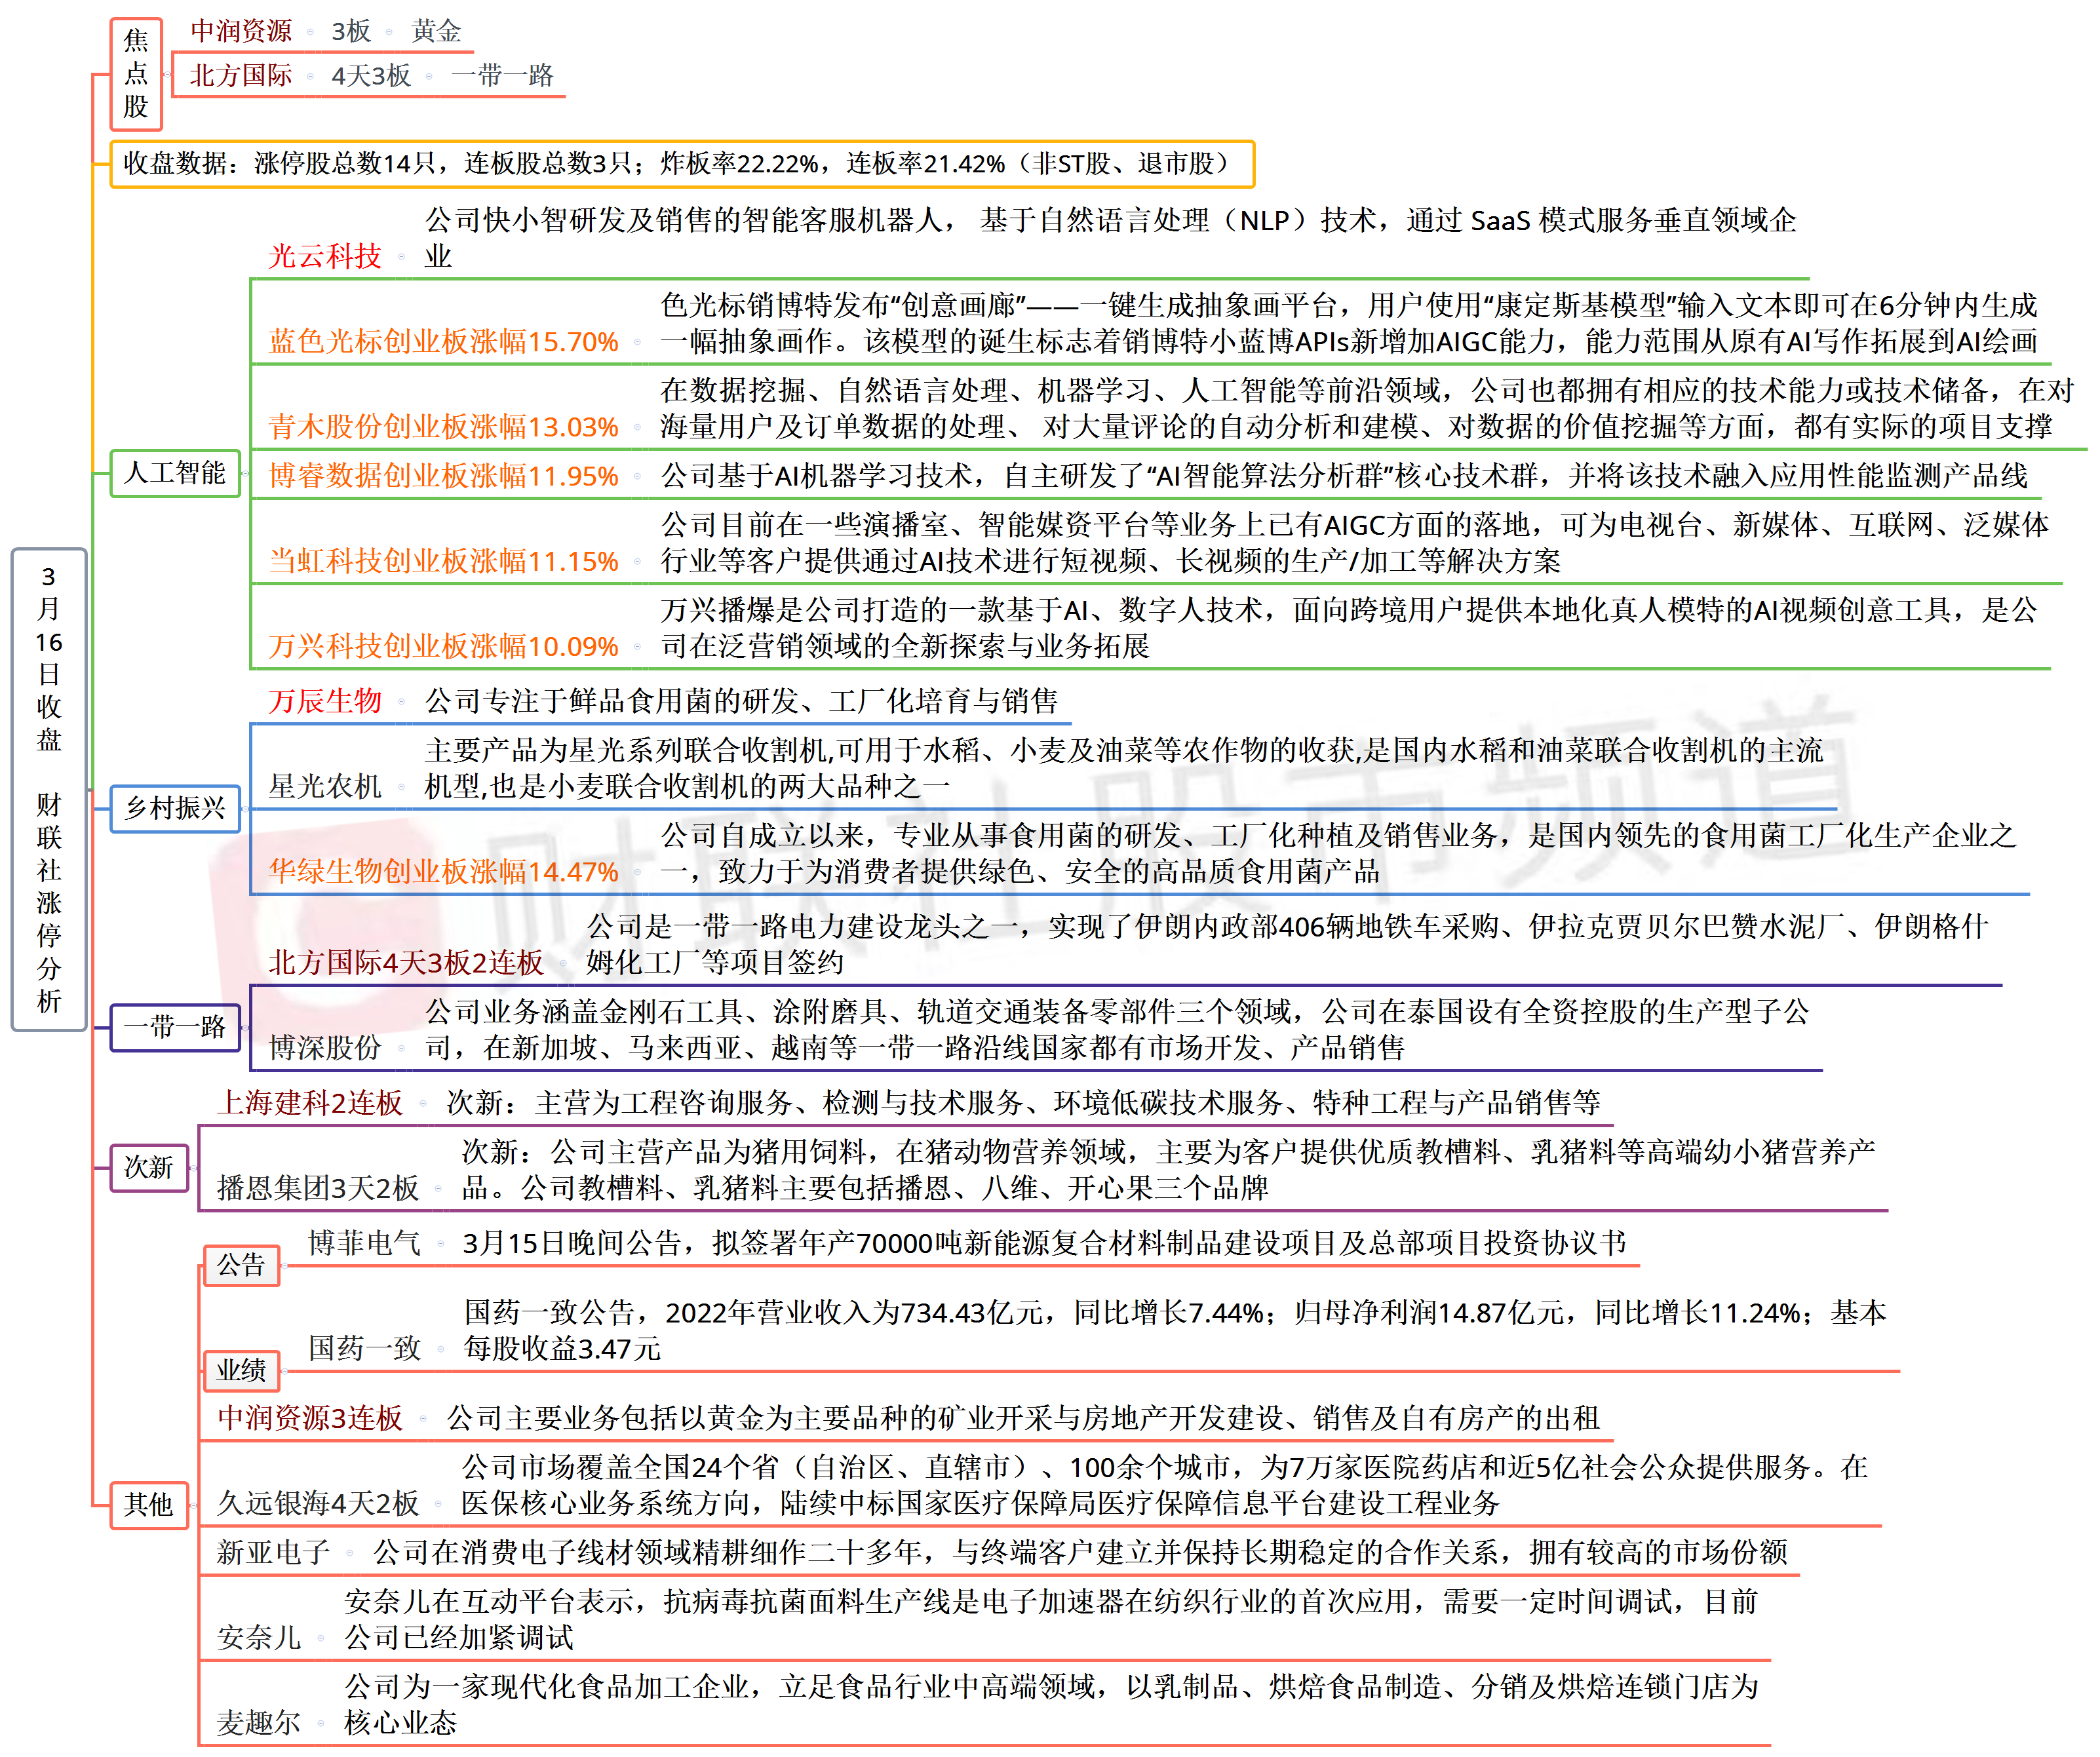 3月16日收盘 财联社涨停分析
焦点股
中润资源 3板 黄金
北方国际 4天3板 一带一路
收盘数据：涨停股总数14只，连板股总数3只；炸板率22.22%，连板率21.42%（非ST股、退市股）
人工智能
光云科技
公司快小智研发及销售的智能客服机器人， 基于自然语言处理（NLP）技术，通过 SaaS 模式服务垂直领域企
业
蓝色光标创业板涨幅15.70%
色光标销博特发布“创意画廊”——一键生成抽象画平台，用户使用“康定斯基模型”输入文本即可在6分钟内生成
一幅抽象画作。该模型的诞生标志着销博特小蓝博APIs新增加AIGC能力，能力范围从原有AI写作拓展到AI绘画
青木股份创业板涨幅13.03%
在数据挖掘、自然语言处理、机器学习、人工智能等前沿领域，公司也都拥有相应的技术能力或技术储备，在对
海量用户及订单数据的处理、 对大量评论的自动分析和建模、对数据的价值挖掘等方面，都有实际的项目支撑
博睿数据创业板涨幅11.95%
公司基于AI机器学习技术，自主研发了“AI智能算法分析群”核心技术群，并将该技术融入应用性能监测产品线
当虹科技创业板涨幅11.15%
公司目前在一些演播室、智能媒资平台等业务上已有AIGC方面的落地，可为电视台、新媒体、互联网、泛媒体
行业等客户提供通过AI技术进行短视频、长视频的生产/加工等解决方案
万兴科技创业板涨幅10.09%
万兴播爆是公司打造的一款基于AI、数字人技术，面向跨境用户提供本地化真人模特的AI视频创意工具，是公
司在泛营销领域的全新探索与业务拓展
乡村振兴
万辰生物
公司专注于鲜品食用菌的研发、工厂化培育与销售
星光农机
主要产品为星光系列联合收割机,可用于水稻、小麦及油菜等农作物的收获,是国内水稻和油菜联合收割机的主流
机型,也是小麦联合收割机的两大品种之一
华绿生物创业板涨幅14.47%
公司自成立以来，专业从事食用菌的研发、工厂化种植及销售业务，是国内领先的食用菌工厂化生产企业之
一，致力于为消费者提供绿色、安全的高品质食用菌产品
一带一路
北方国际4天3板2连板
公司是一带一路电力建设龙头之一，实现了伊朗内政部406辆地铁车采购、伊拉克贾贝尔巴赞水泥厂、伊朗格什
姆化工厂等项目签约
博深股份
公司业务涵盖金刚石工具、涂附磨具、轨道交通装备零部件三个领域，公司在泰国设有全资控股的生产型子公
司，在新加坡、马来西亚、越南等一带一路沿线国家都有市场开发、产品销售
次新
上海建科2连板
次新：主营为工程咨询服务、检测与技术服务、环境低碳技术服务、特种工程与产品销售等
播恩集团3天2板
次新：公司主营产品为猪用饲料，在猪动物营养领域，主要为客户提供优质教槽料、乳猪料等高端幼小猪营养产
品。公司教槽料、乳猪料主要包括播恩、八维、开心果三个品牌
其他
公告
博菲电气
3月15日晚间公告，拟签署年产70000吨新能源复合材料制品建设项目及总部项目投资协议书
业绩
国药一致
国药一致公告，2022年营业收入为734.43亿元，同比增长7.44%；归母净利润14.87亿元，同比增长11.24%；基本
每股收益3.47元
中润资源3连板
公司主要业务包括以黄金为主要品种的矿业开采与房地产开发建设、销售及自有房产的出租
久远银海4天2板
公司市场覆盖全国24个省（自治区、直辖市）、100余个城市，为7万家医院药店和近5亿社会公众提供服务。在
医保核心业务系统方向，陆续中标国家医疗保障局医疗保障信息平台建设工程业务
新亚电子
公司在消费电子线材领域精耕细作二十多年，与终端客户建立并保持长期稳定的合作关系，拥有较高的市场份额
安奈儿
安奈儿在互动平台表示，抗病毒抗菌面料生产线是电子加速器在纺织行业的首次应用，需要一定时间调试，目前
公司已经加紧调试
麦趣尔
公司为一家现代化食品加工企业，立足食品行业中高端领域，以乳制品、烘焙食品制造、分销及烘焙连锁门店为
核心业态
财联社股市频道